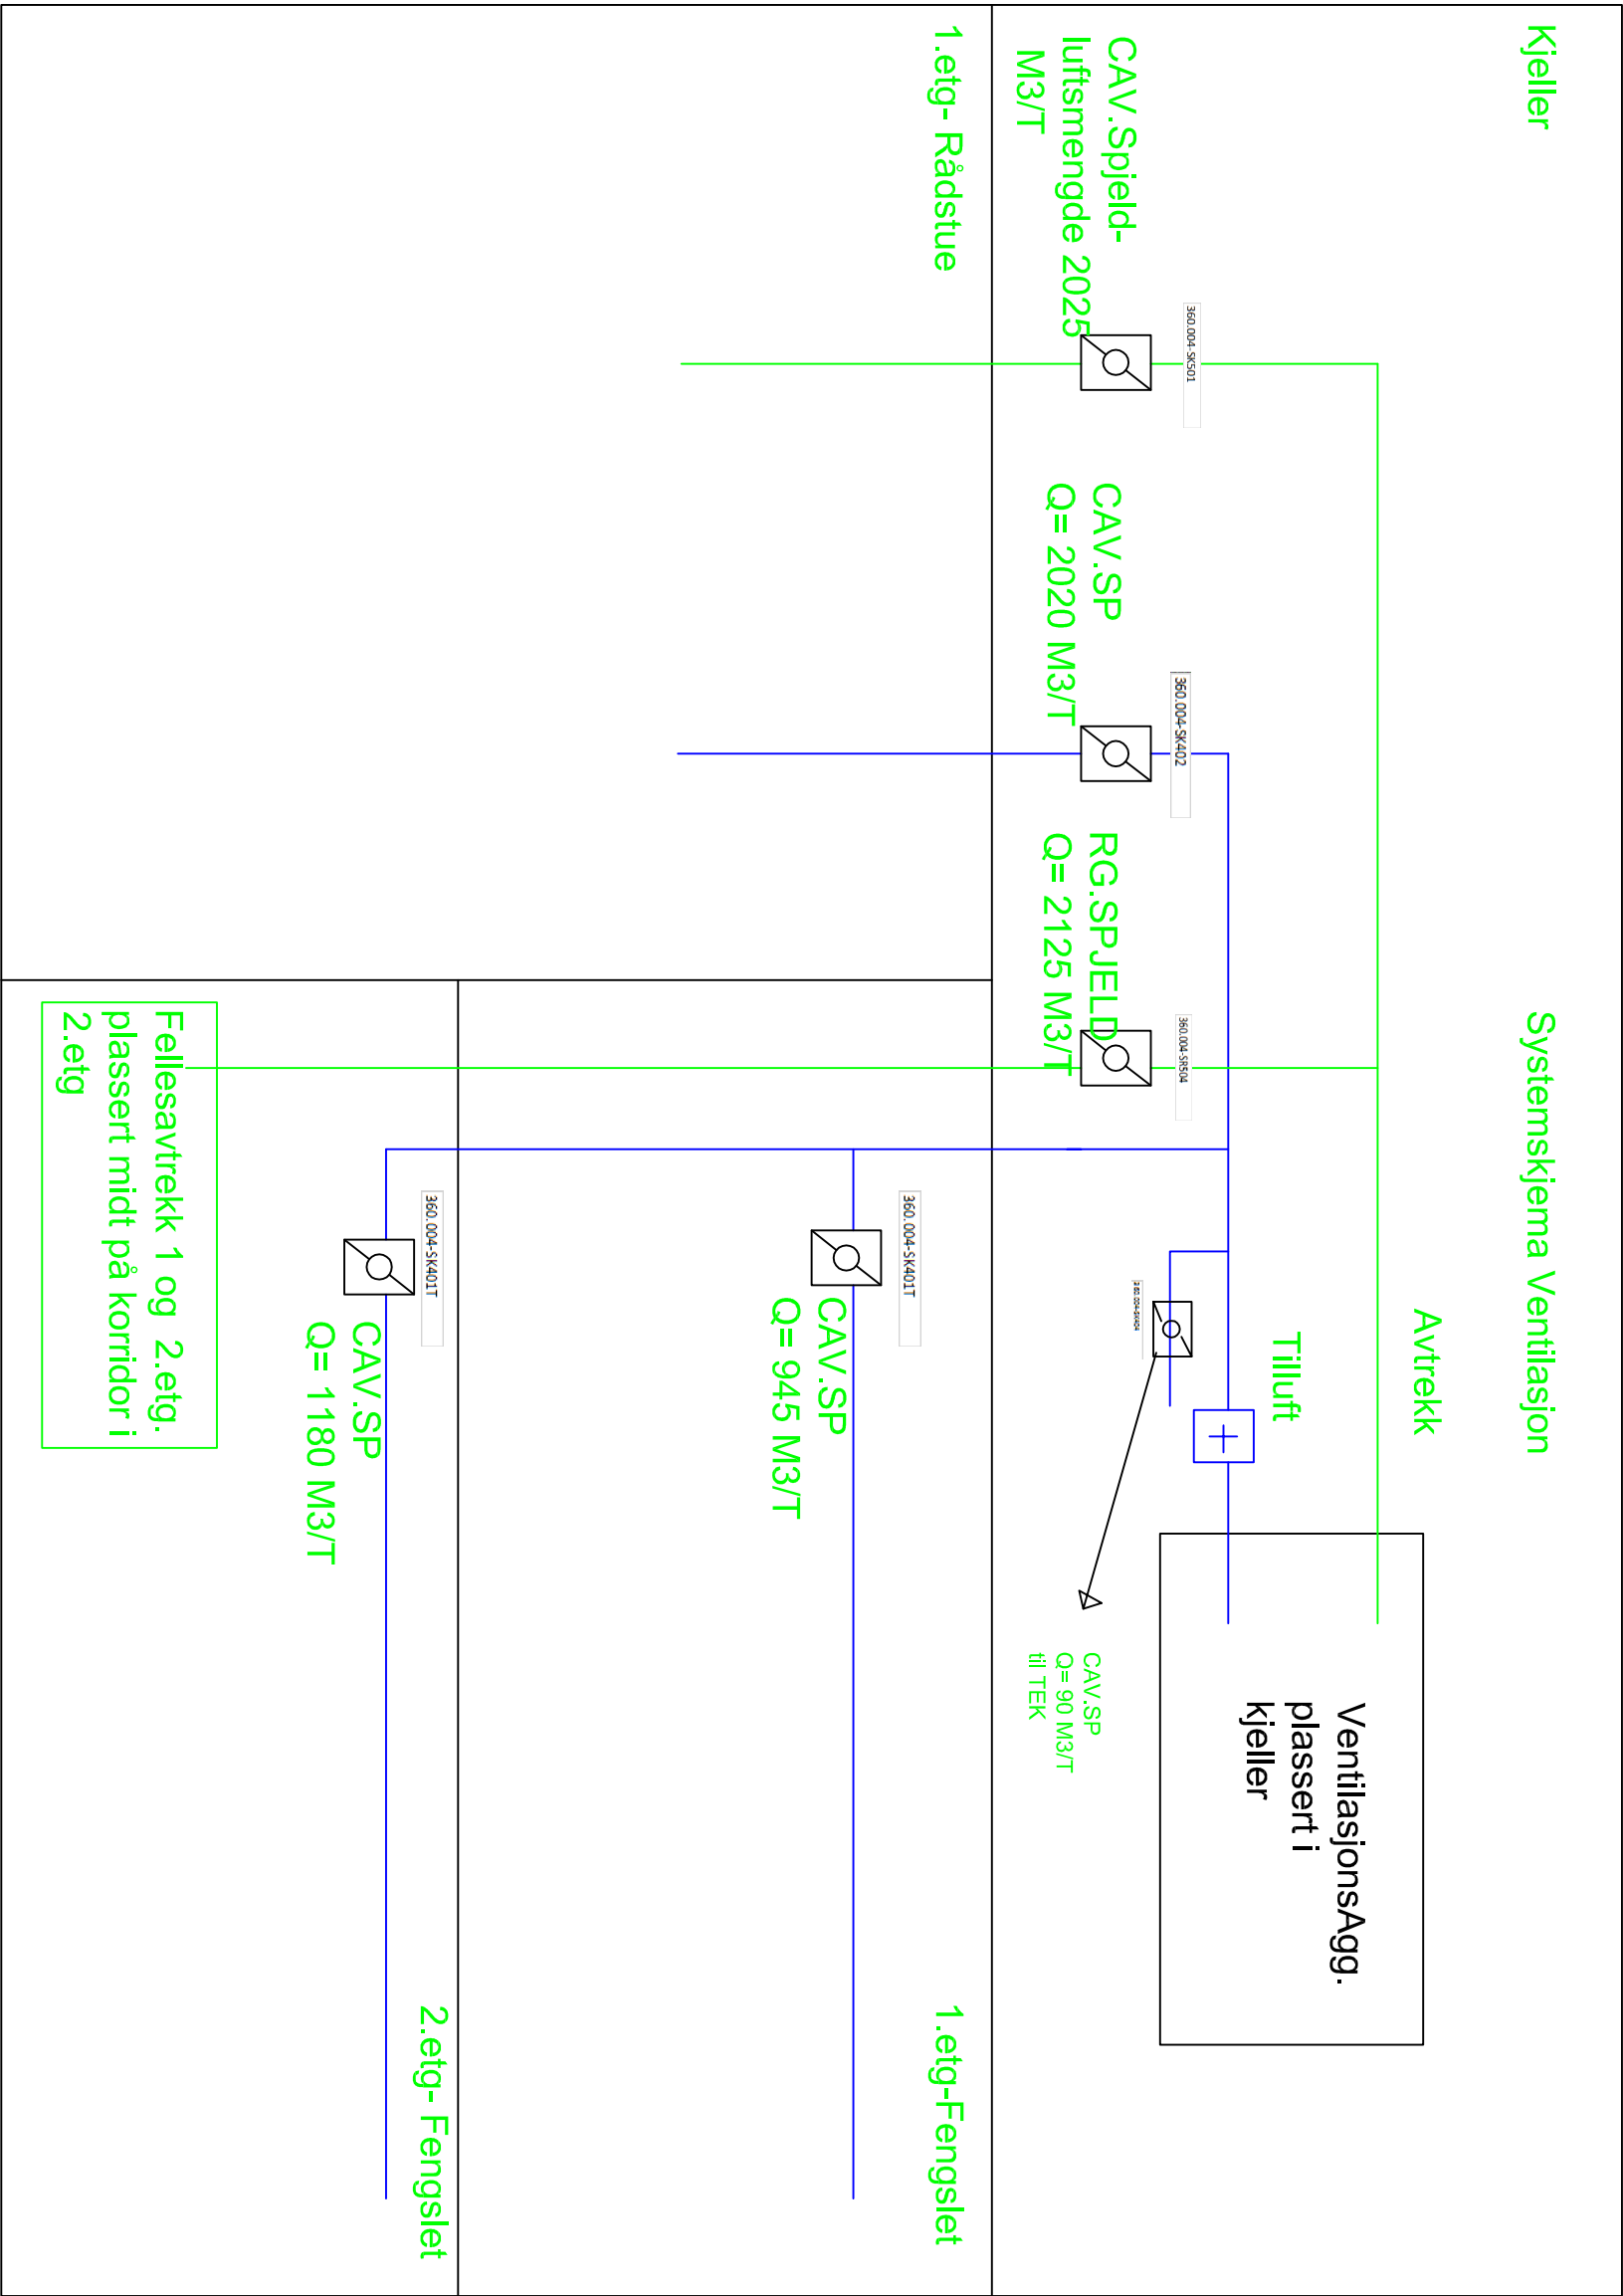 Kjeller
Systemskjema Ventilasjon
Avtrekk
Tilluft
VentilasjonsAgg.
plassert i
kjeller
CAV.Spjeld-
luftsmengde 2025
M3/T
360.004-SK501
CAV.SP
Q= 2020 M3/T
360.004-SK402
RG.SPJELD
Q= 2125 M3/T
360.004-SR504
360.004-SK404
CAV.SP
Q= 90 M3/T
til TEK
1.etg- Rådstue
1.etg-Fengslet
360.004-SK401T
CAV.SP
Q= 945 M3/T
2.etg- Fengslet
360.004-SK401T
CAV.SP
Q= 1180 M3/T
Fellesavtrekk 1 og 2.etg.
plassert midt på korridor i
2.etg